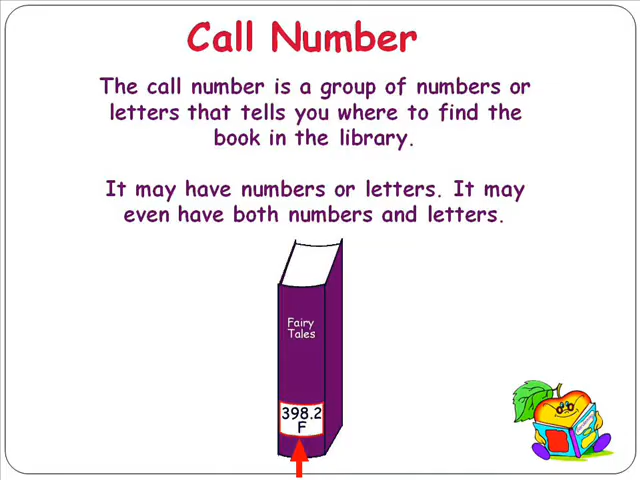 Call Number
The call number is a group of numbers or
letters that tells you where to find the
book in the library.
It may have numbers or letters. It may
even have both numbers and letters.
Fairy
Tales
398.2
F